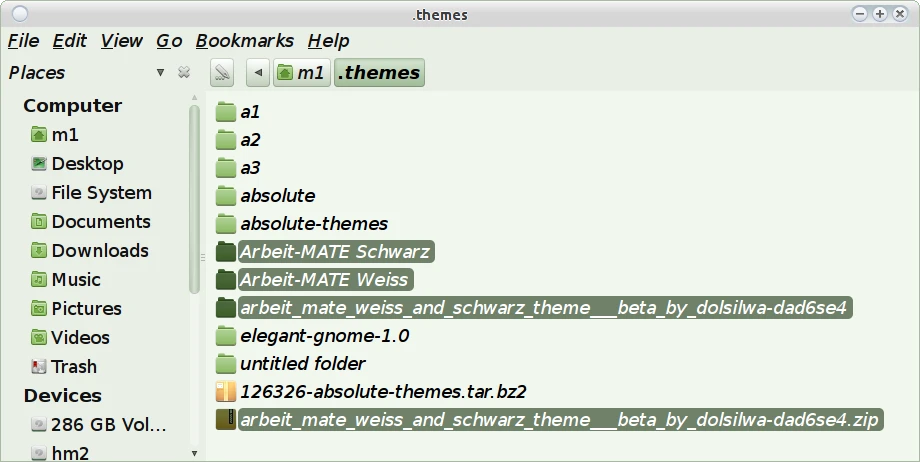 .themes
File Edit View Go Bookmarks Help
Places
m1 .themes
Computer
m1
Desktop
File System
Documents
Downloads
Music
Pictures
Videos
Trash
Devices
286 GB Vol...
hm2
a1
a2
a3
absolute
absolute-themes
Arbeit-MATE Schwarz
Arbeit-MATE Weiss
arbeit_mate_weiss_and_schwarz_theme___beta_by_dolsilwa-dad6se4
elegant-gnome-1.0
untitled folder
126326-absolute-themes.tar.bz2
arbeit_mate_weiss_and_schwarz_theme___beta_by_dolsilwa-dad6se4.zip